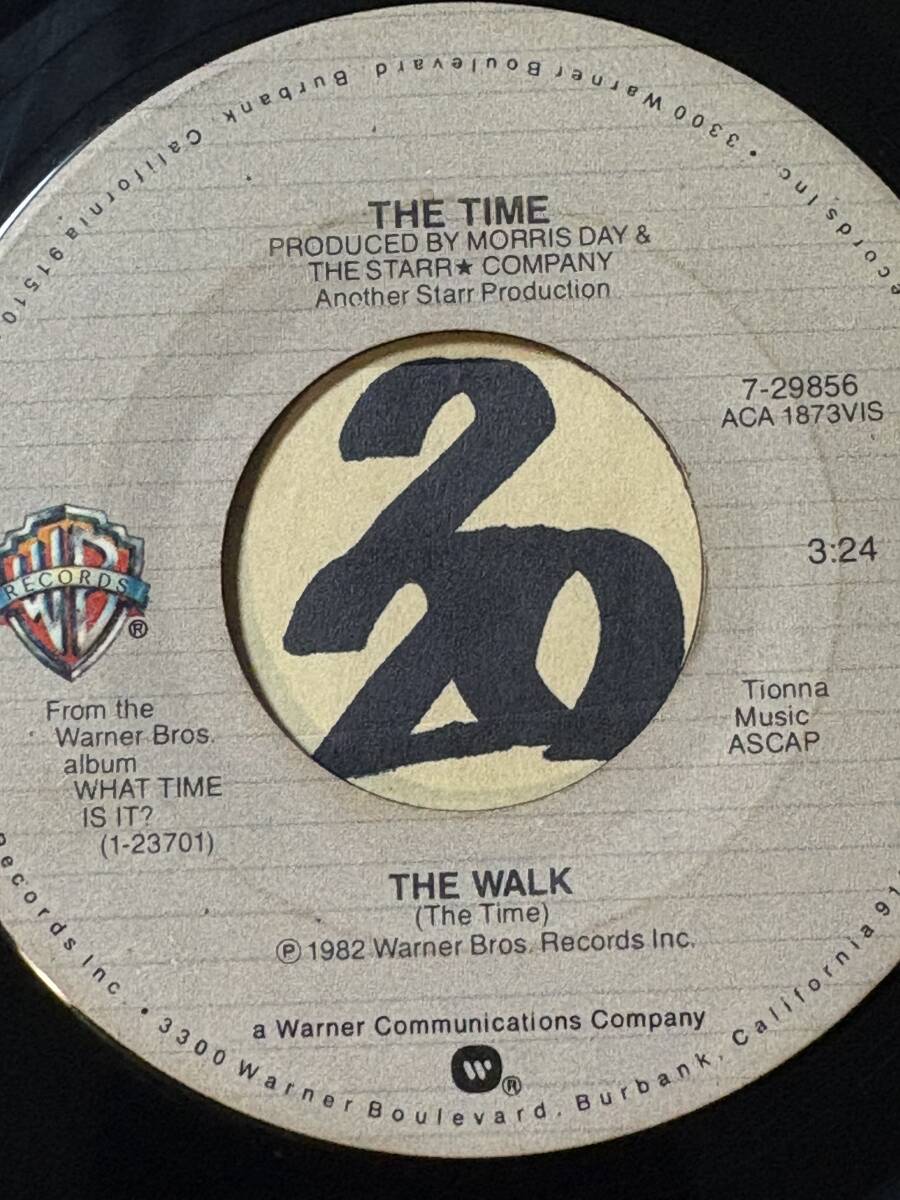 THE TIME
PRODUCED BY MORRIS DAY &
THE STARR★ COMPANY
Another Starr Production
7-29856
ACA 1873VIS
3:24
W B
RECORDS
®
20
From the
Warner Bros.
album
WHAT TIME
IS IT?
(1-23701)
Tionna
Music
ASCAP
THE WALK
(The Time)
℗ 1982 Warner Bros. Records Inc.
a Warner Communications Company
®
Records Inc. • 3300 Warner Boulevard, Burbank, California 91
ords Inc. • 3300 Warner Boulevard, Burbank, California 91510